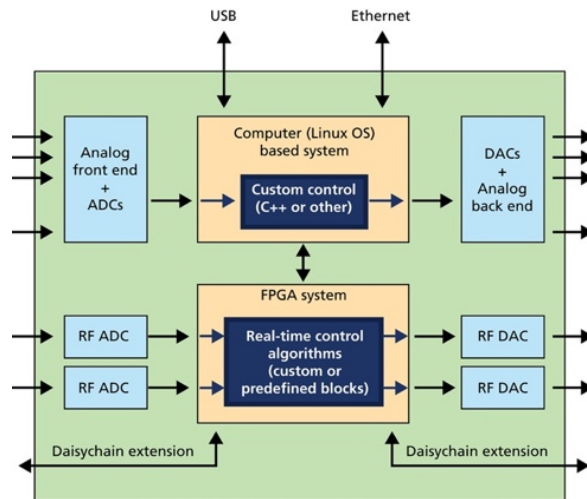 USB
Ethernet
Analog
front end
+
ADCs
Computer (Linux OS)
based system
Custom control
(C++ or other)
DACs
+
Analog
back end
FPGA system
RF ADC
RF ADC
Real-time control
algorithms
(custom or
predefined blocks)
RF DAC
RF DAC
Daisychain extension
Daisychain extension